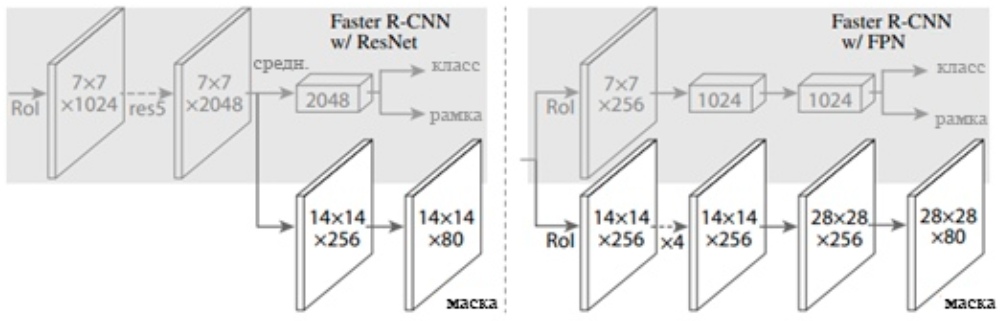 Faster R-CNN
w/ ResNet
RoI
7×7
×1024
res5
7×7
×2048
средн.
2048
класс
рамка
14×14
×256
14×14
×80
маска
Faster R-CNN
w/ FPN
RoI
7×7
×256
1024
1024
класс
рамка
RoI
14×14
×256
×4
14×14
×256
28×28
×256
28×28
×80
маска